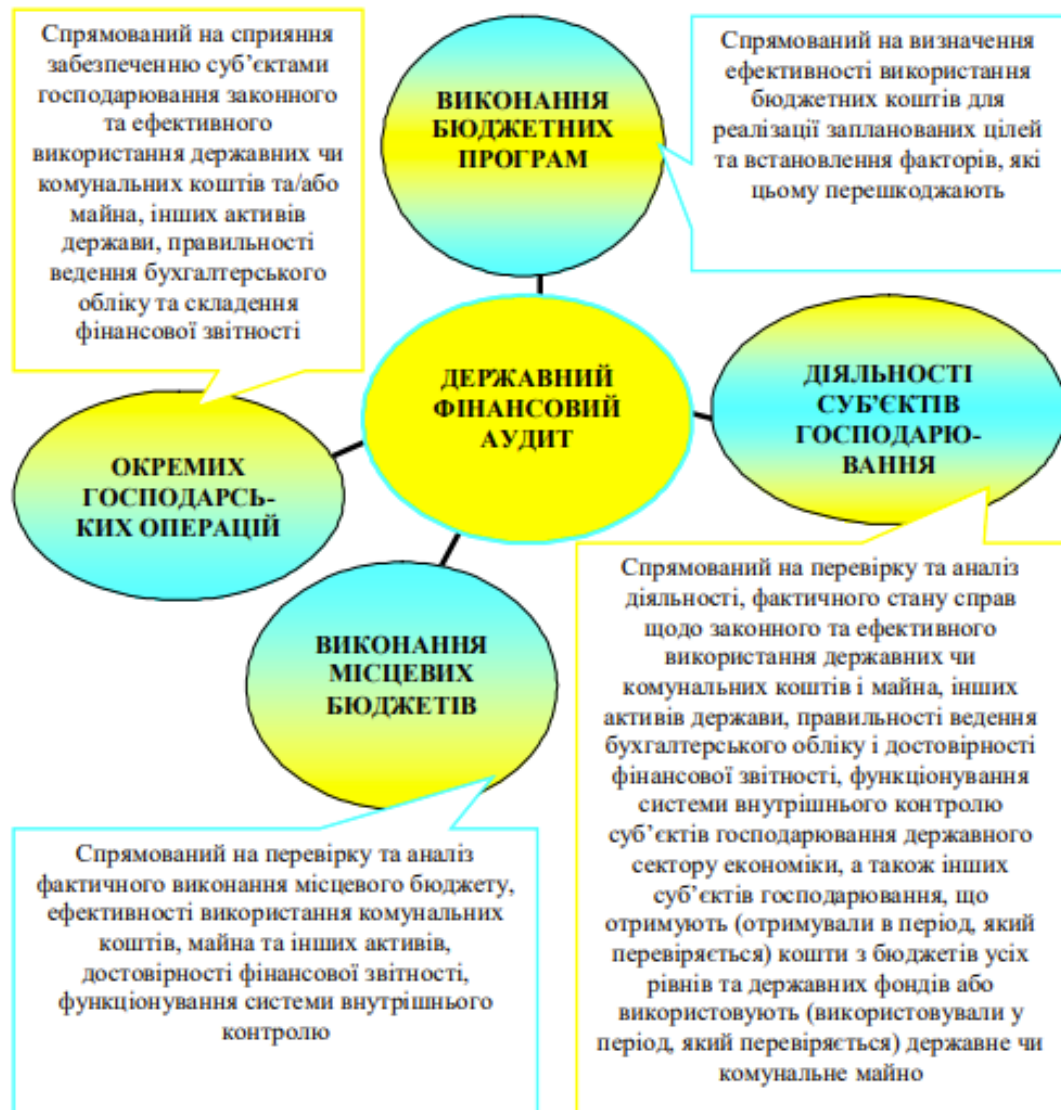 Спрямований на сприяння
забезпеченню суб’єктами
господарювання законного
та ефективного
використання державних чи
комунальних коштів та/або
майна, інших активів
держави, правильності
ведення бухгалтерського
обліку та складення
фінансової звітності
ВИКОНАННЯ
БЮДЖЕТНИХ
ПРОГРАМ
Спрямований на визначення
ефективності використання
бюджетних коштів для
реалізації запланованих цілей
та встановлення факторів, які
цьому перешкоджають
ДЕРЖАВНИЙ
ФІНАНСОВИЙ
АУДИТ
ДІЯЛЬНОСТІ
СУБ’ЄКТІВ
ГОСПОДАРЮ-
ВАННЯ
ОКРЕМИХ
ГОСПОДАРСЬ-
КИХ ОПЕРАЦІЙ
ВИКОНАННЯ
МІСЦЕВИХ
БЮДЖЕТІВ
Спрямований на перевірку та аналіз
діяльності, фактичного стану справ
щодо законного та ефективного
використання державних чи
комунальних коштів і майна, інших
активів держави, правильності ведення
бухгалтерського обліку і достовірності
фінансової звітності, функціонування
системи внутрішнього контролю
суб’єктів господарювання державного
сектору економіки, а також інших
суб’єктів господарювання, що
отримують (отримували в період, який
перевіряється) кошти з бюджетів усіх
рівнів та державних фондів або
використовують (використовували у
період, який перевіряється) державне чи
комунальне майно
Спрямований на перевірку та аналіз
фактичного виконання місцевого бюджету,
ефективності використання комунальних
коштів, майна та інших активів,
достовірності фінансової звітності,
функціонування системи внутрішнього
контролю